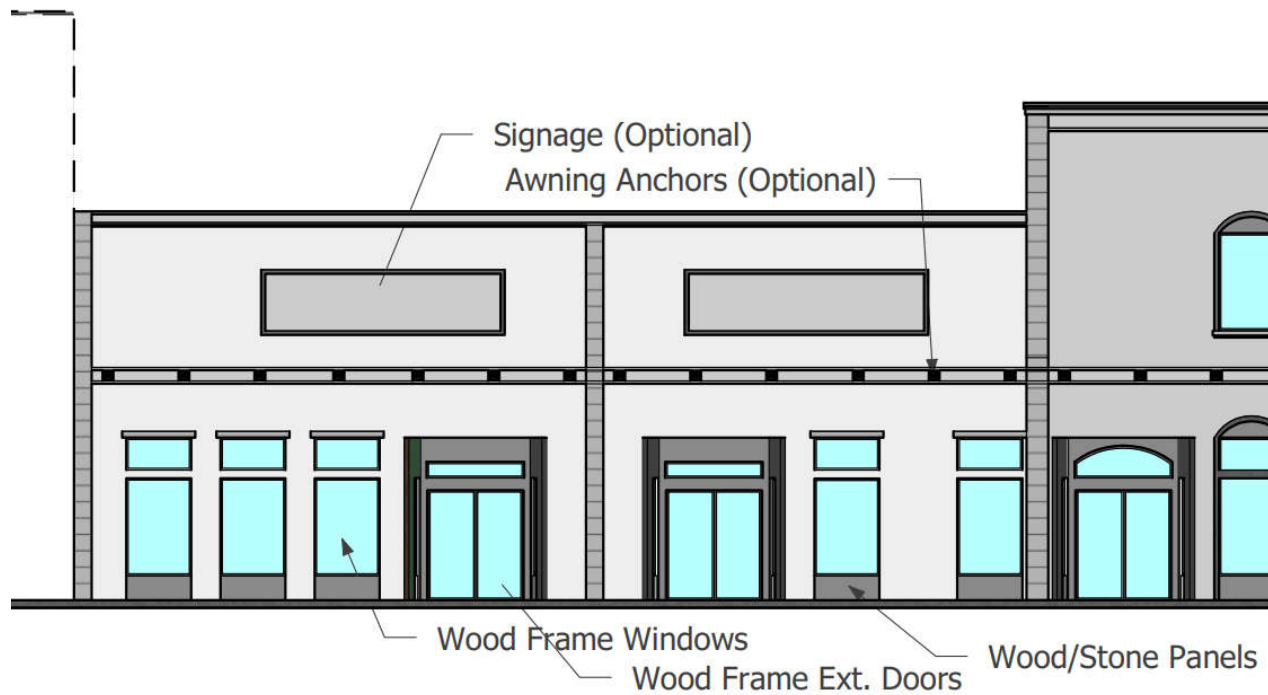 Signage (Optional)
Awning Anchors (Optional)
Wood Frame Windows
Wood Frame Ext. Doors
Wood/Stone Panels